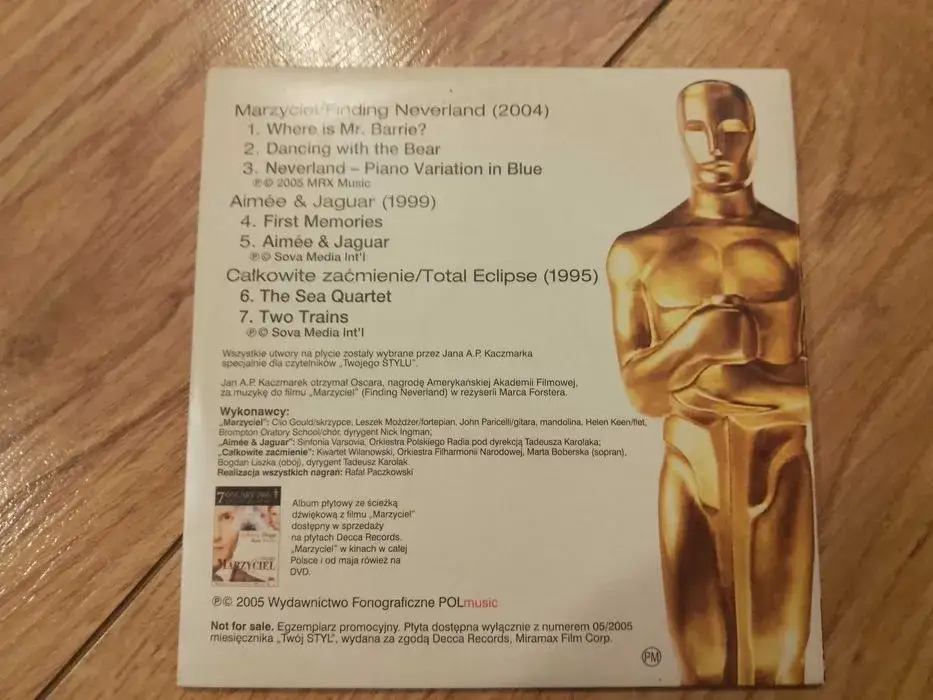 Marzyciel/Finding Neverland (2004)
1. Where is Mr. Barrie?
2. Dancing with the Bear
3. Neverland – Piano Variation in Blue
℗© 2005 MRX Music
Aimée & Jaguar (1999)
4. First Memories
5. Aimée & Jaguar
℗© Sova Media Int'l
Całkowite zaćmienie/Total Eclipse (1995)
6. The Sea Quartet
7. Two Trains
℗© Sova Media Int'l
Wszystkie utwory na płycie zostały wybrane przez Jana A.P. Kaczmarka
specjalnie dla czytelników „Twojego STYLU".
Jan A.P. Kaczmarek otrzymał Oscara, nagrodę Amerykańskiej Akademii Filmowej,
za muzykę do filmu „Marzyciel" (Finding Neverland) w reżyserii Marca Forstera.
Wykonawcy:
„Marzyciel": Clio Gould/skrzypce, Leszek Możdżer/fortepian, John Paricelli/gitara, mandolina, Helen Keen/flet,
Brompton Oratory School/chór, dyrygent Nick Ingman;
„Aimée & Jaguar": Sinfonia Varsovia, Orkiestra Polskiego Radia pod dyrekcją Tadeusza Karolaka;
„Całkowite zaćmienie": Kwartet Wilanowski, Orkiestra Filharmonii Narodowej, Marta Boberska (sopran),
Bogdan Liszka (obój), dyrygent Tadeusz Karolak
Realizacja wszystkich nagrań: Rafał Paczkowski
MARZYCIEL
Album płytowy ze ścieżką
dźwiękową z filmu „Marzyciel"
dostępny w sprzedaży
na płytach Decca Records.
„Marzyciel" w kinach w całej
Polsce i od maja rówież na
DVD.
℗© 2005 Wydawnictwo Fonograficzne POLmusic
Not for sale. Egzemplarz promocyjny. Płyta dostępna wyłącznie z numerem 05/2005
miesięcznika „Twój STYL", wydana za zgodą Decca Records, Miramax Film Corp.
PM